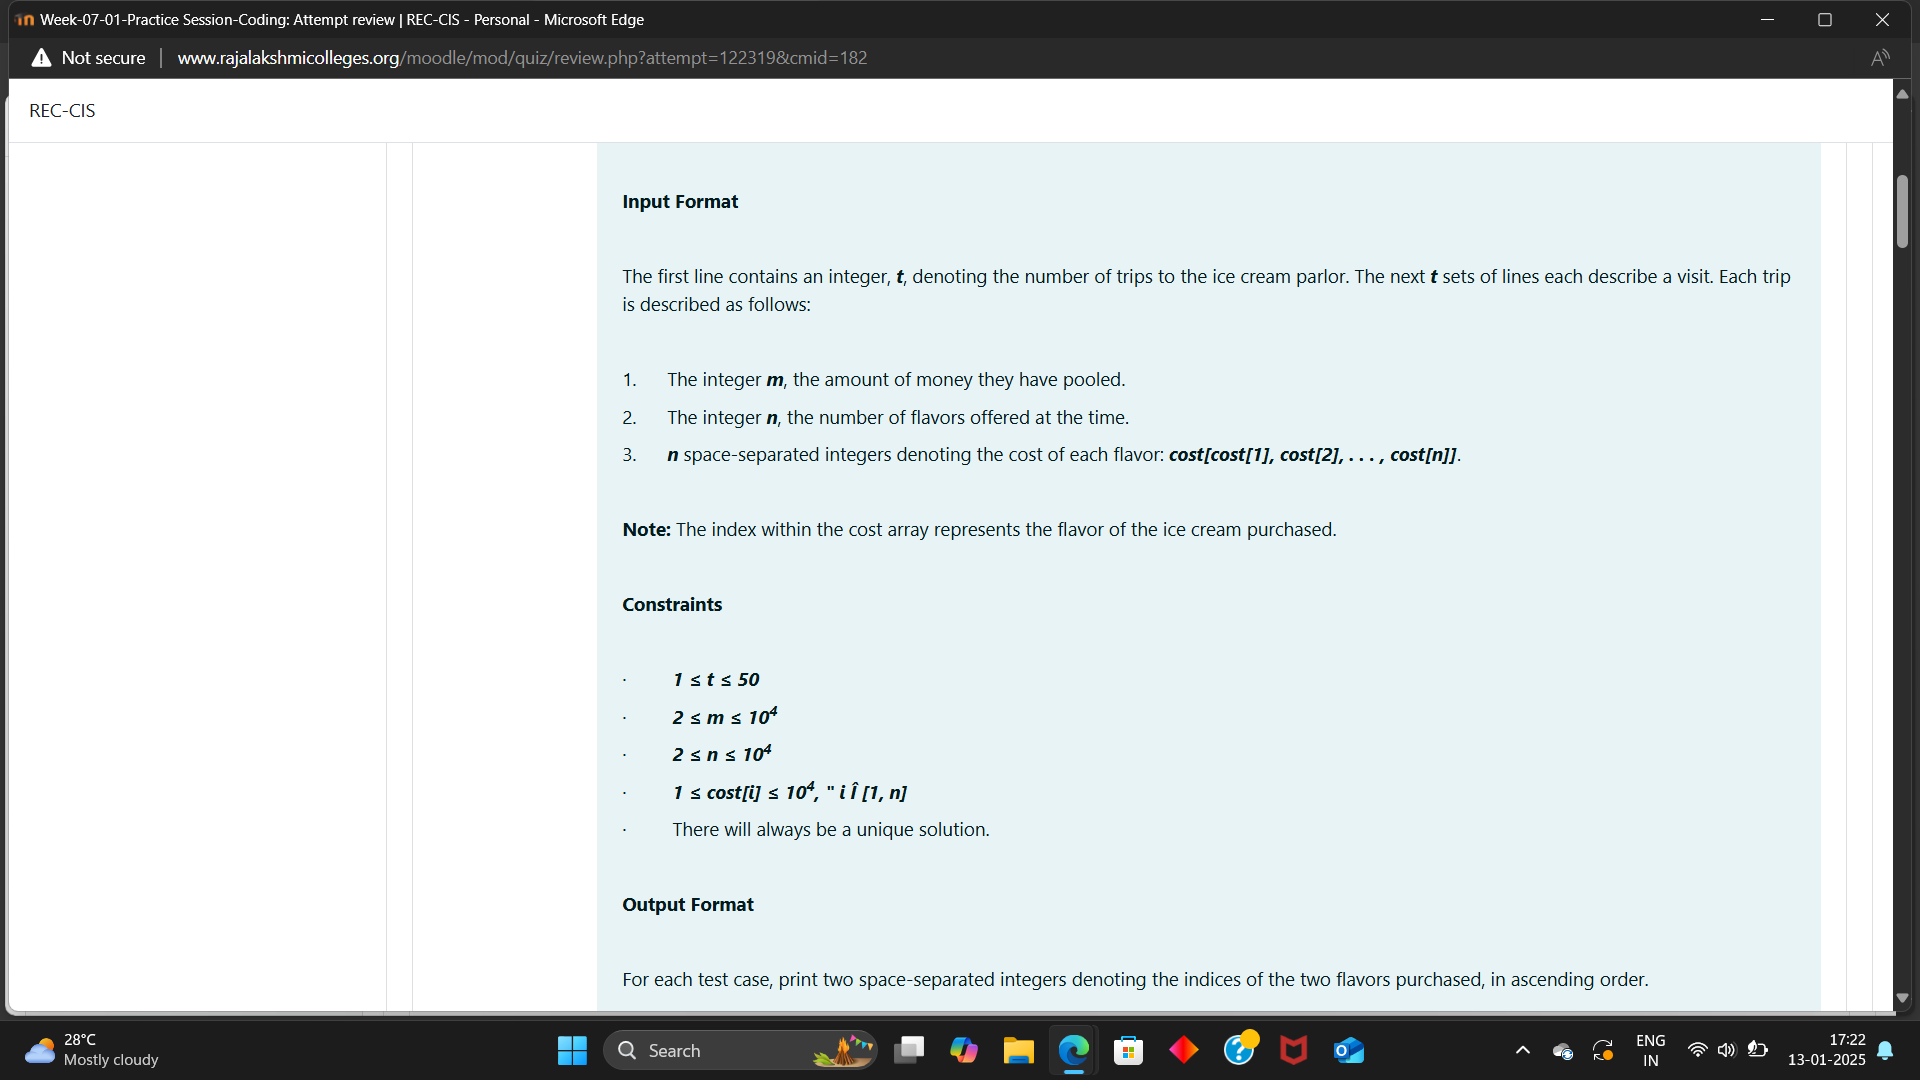 Week-07-01-Practice Session-Coding: Attempt review | REC-CIS - Personal - Microsoft Edge
Not secure | www.rajalakshmicolleges.org/moodle/mod/quiz/review.php?attempt=122319&cmid=182
REC-CIS
Input Format
The first line contains an integer, t, denoting the number of trips to the ice cream parlor. The next t sets of lines each describe a visit. Each trip
is described as follows:
1. The integer m, the amount of money they have pooled.
2. The integer n, the number of flavors offered at the time.
3. n space-separated integers denoting the cost of each flavor: cost[cost[1], cost[2], . . . , cost[n]].
Note: The index within the cost array represents the flavor of the ice cream purchased.
Constraints
· 1 ≤ t ≤ 50
· 2 ≤ m ≤ 10⁴
· 2 ≤ n ≤ 10⁴
· 1 ≤ cost[i] ≤ 10⁴, " i Î [1, n]
· There will always be a unique solution.
Output Format
For each test case, print two space-separated integers denoting the indices of the two flavors purchased, in ascending order.
28°C
Mostly cloudy
Search
ENG
IN
17:22
13-01-2025